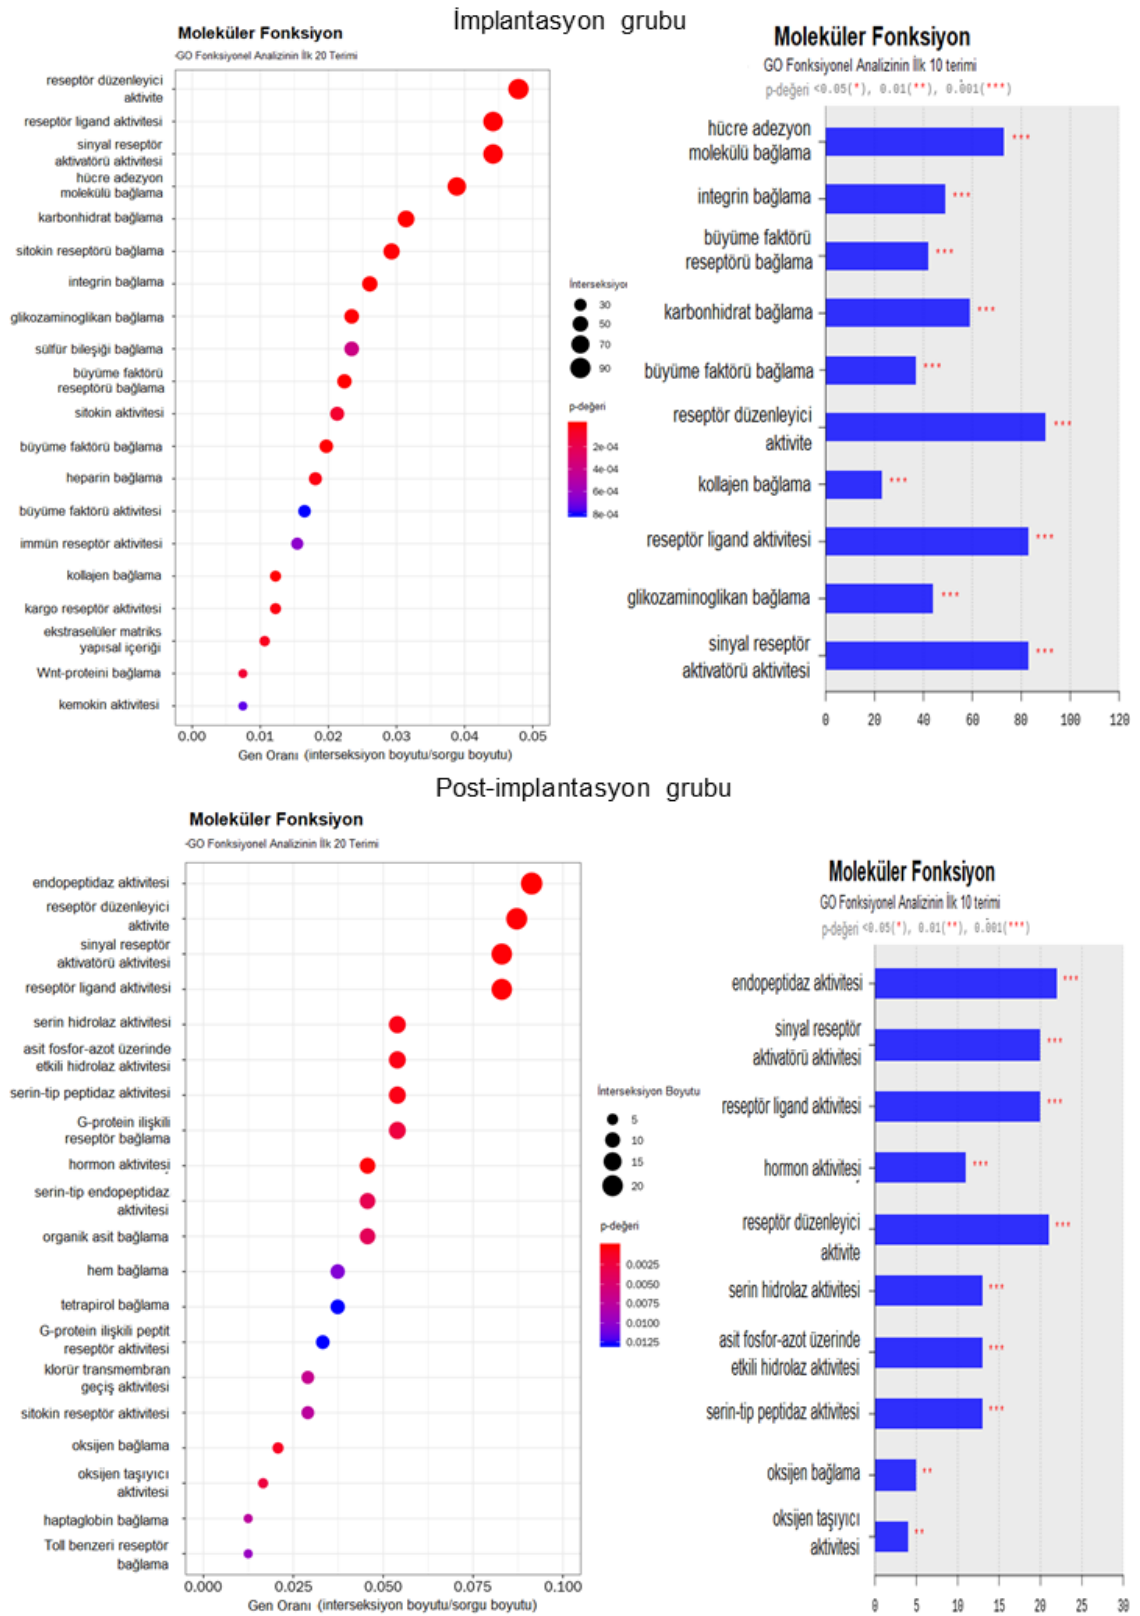 İmplantasyon grubu
Moleküler Fonksiyon
GO Fonksiyonel Analizinin İlk 20 Terimi
reseptör düzenleyici
aktivite
reseptör ligand aktivitesi
sinyal reseptör
aktivatörü aktivitesi
hücre adezyon
molekülü bağlama
karbonhidrat bağlama
sitokin reseptörü bağlama
integrin bağlama
glikozaminoglikan bağlama
sülfür bileşiği bağlama
büyüme faktörü
reseptörü bağlama
sitokin aktivitesi
büyüme faktörü bağlama
heparin bağlama
büyüme faktörü aktivitesi
immün reseptör aktivitesi
kollajen bağlama
kargo reseptör aktivitesi
ekstraselüler matriks
yapısal içeriği
Wnt-proteini bağlama
kemokin aktivitesi
0.00 0.01 0.02 0.03 0.04 0.05
Gen Oranı (interseksiyon boyutu/sorgu boyutu)
İnterseksiyo
30
50
70
90
p-değeri
2e-04
4e-04
6e-04
8e-04
Moleküler Fonksiyon
GO Fonksiyonel Analizinin İlk 10 terimi
p-değeri <0.05(*), 0.01(**), 0.001(***)
hücre adezyon
molekülü bağlama
***
integrin bağlama
***
büyüme faktörü
reseptörü bağlama
***
karbonhidrat bağlama
***
büyüme faktörü bağlama
***
reseptör düzenleyici
aktivite
***
kollajen bağlama
***
reseptör ligand aktivitesi
***
glikozaminoglikan bağlama
***
sinyal reseptör
aktivatörü aktivitesi
***
0 20 40 60 80 100 120
Post-implantasyon grubu
Moleküler Fonksiyon
GO Fonksiyonel Analizinin İlk 20 Terimi
endopeptidaz aktivitesi
reseptör düzenleyici
aktivite
sinyal reseptör
aktivatörü aktivitesi
reseptör ligand aktivitesi
serin hidrolaz aktivitesi
asit fosfor-azot üzerinde
etkili hidrolaz aktivitesi
serin-tip peptidaz aktivitesi
G-protein ilişkili
reseptör bağlama
hormon aktivitesi
serin-tip endopeptidaz
aktivitesi
organik asit bağlama
hem bağlama
tetrapirol bağlama
G-protein ilişkili peptit
reseptör aktivitesi
klorür transmembran
geçiş aktivitesi
sitokin reseptör aktivitesi
oksijen bağlama
oksijen taşıyıcı
aktivitesi
haptaglobin bağlama
Toll benzeri reseptör
bağlama
0.000 0.025 0.050 0.075 0.100
Gen Oranı (interseksiyon boyutu/sorgu boyutu)
İnterseksiyon Boyutu
5
10
15
20
p-değeri
0.0025
0.0050
0.0075
0.0100
0.0125
Moleküler Fonksiyon
GO Fonksiyonel Analizinin İlk 10 terimi
p-değeri <0.05(*), 0.01(**), 0.001(***)
endopeptidaz aktivitesi
***
sinyal reseptör
aktivatörü aktivitesi
***
reseptör ligand aktivitesi
***
hormon aktivitesi
***
reseptör düzenleyici
aktivite
***
serin hidrolaz aktivitesi
***
asit fosfor-azot üzerinde
etkili hidrolaz aktivitesi
***
serin-tip peptidaz aktivitesi
***
oksijen bağlama
**
oksijen taşıyıcı
aktivitesi
**
0 5 10 15 20 25 30